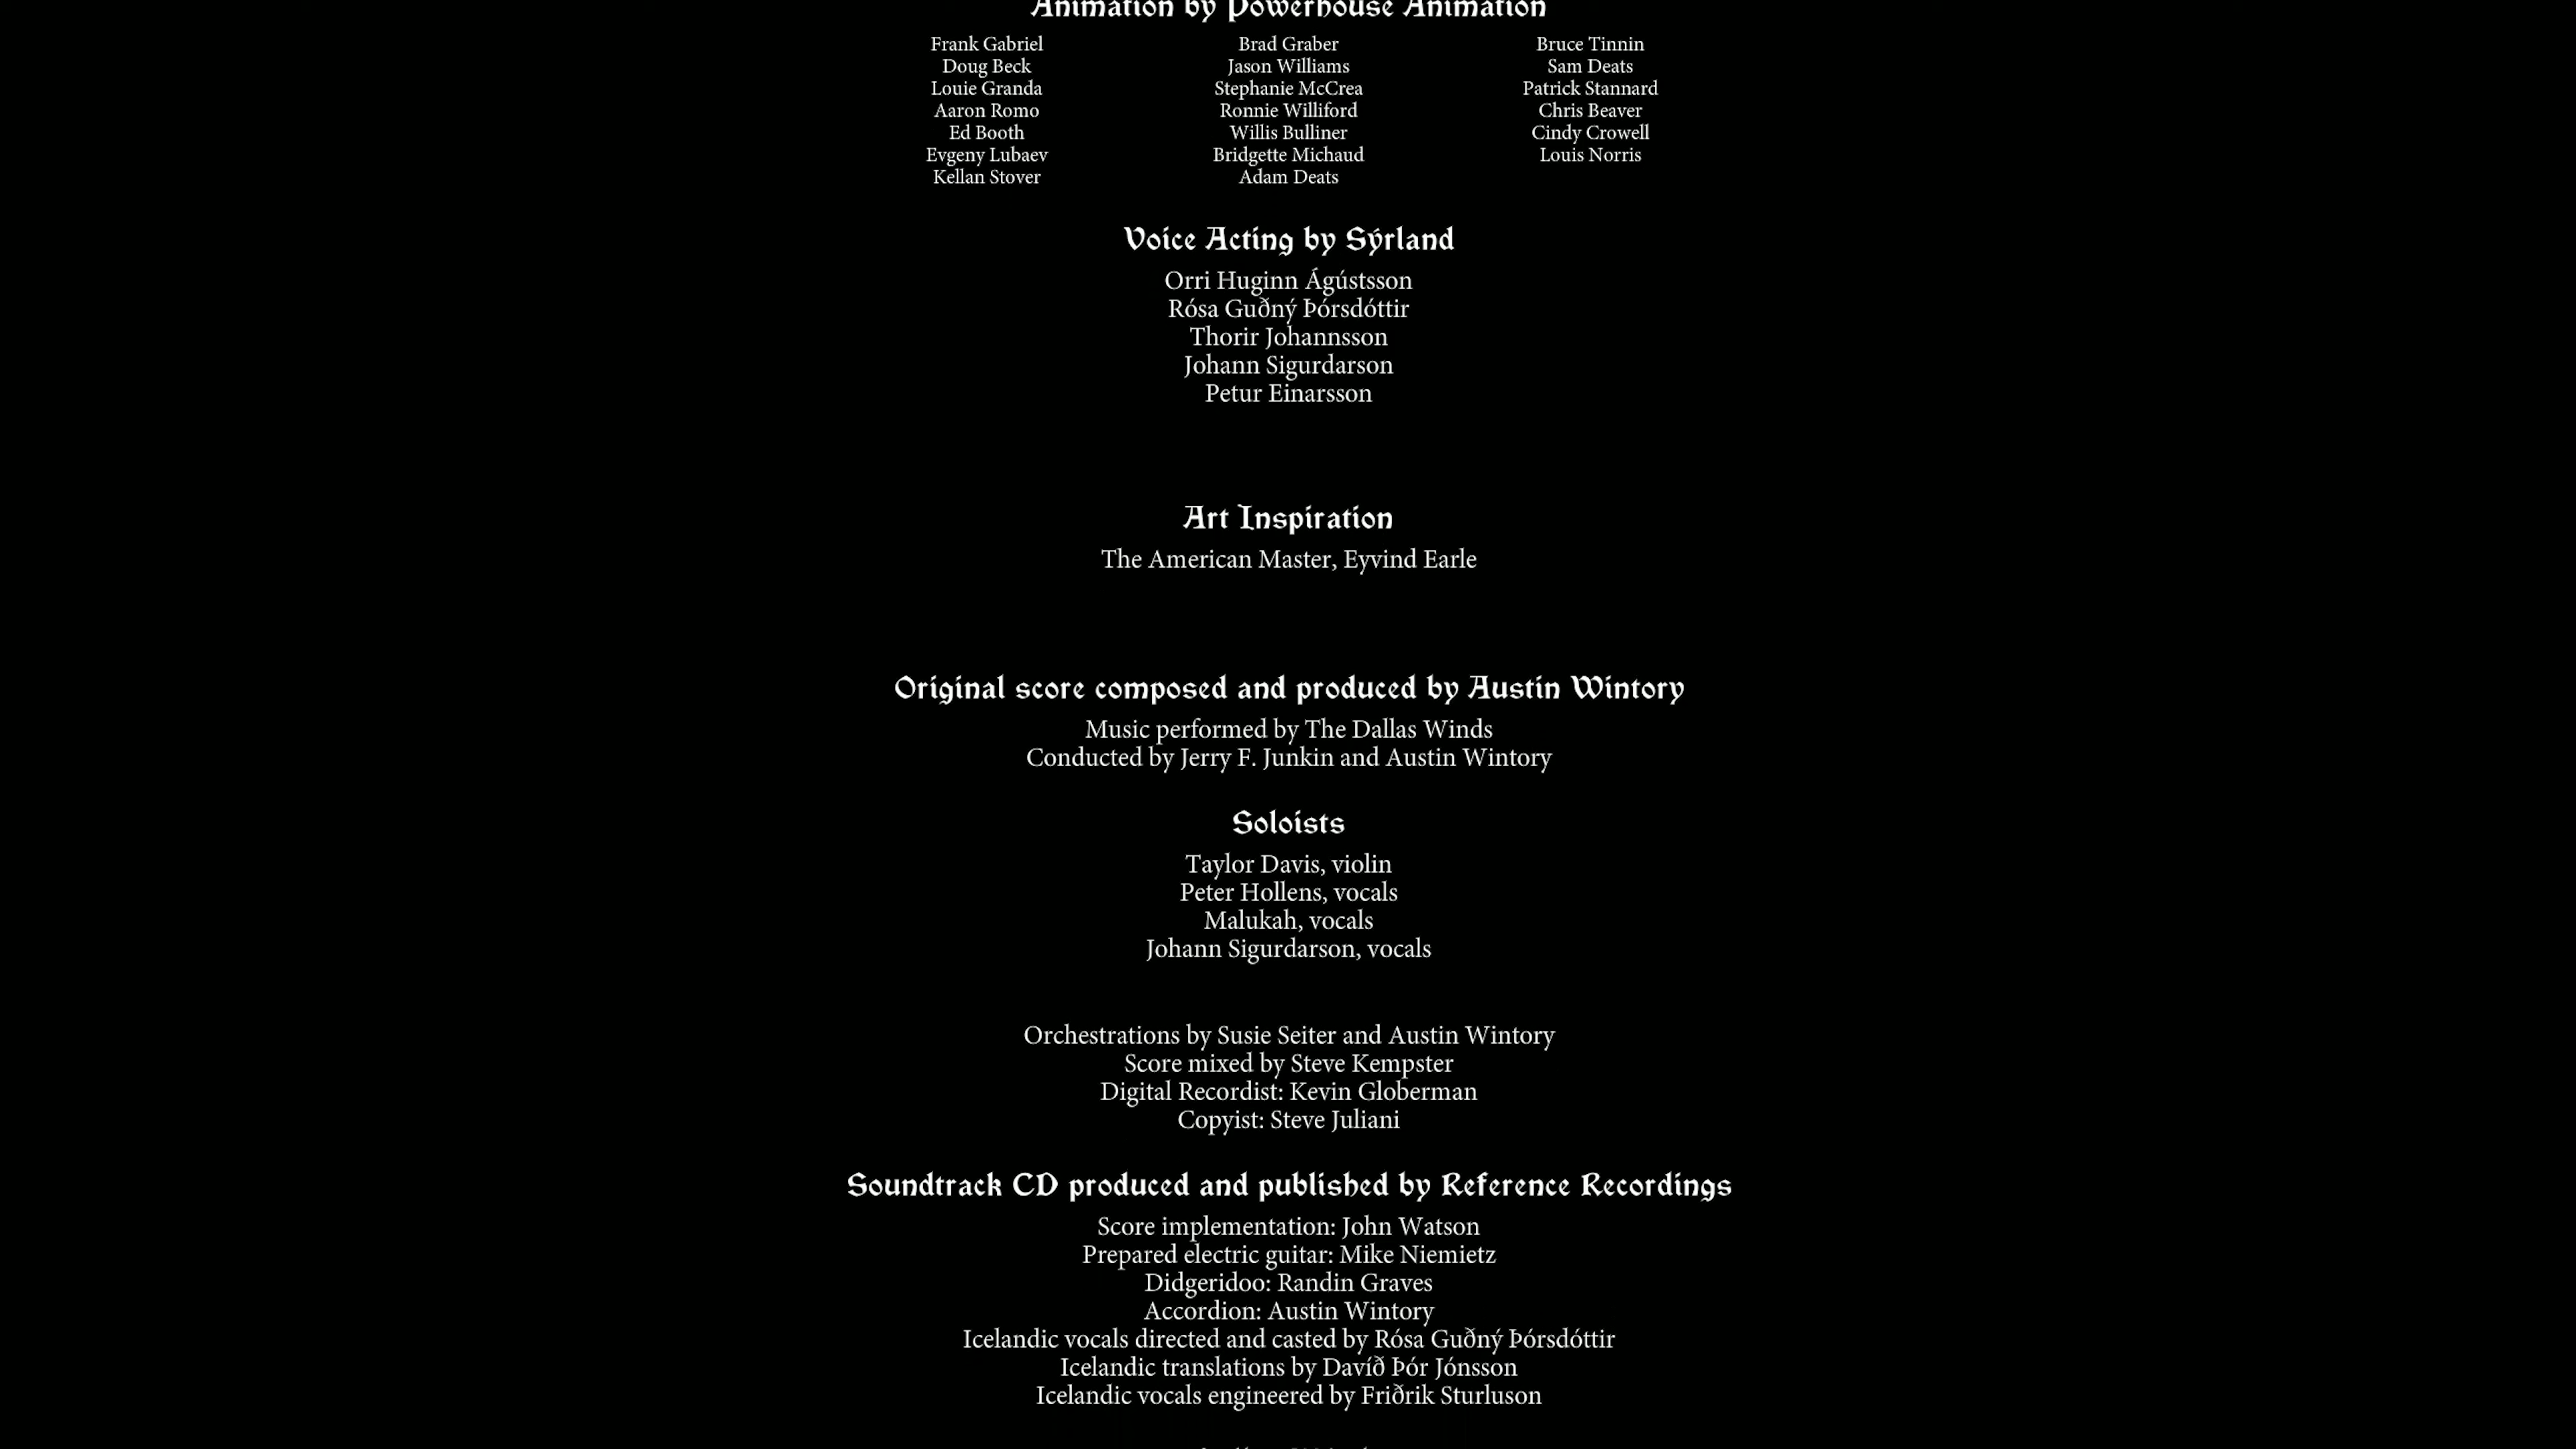 Animation by Powerhouse Animation
Frank Gabriel Brad Graber Bruce Tinnin
Doug Beck Jason Williams Sam Deats
Louie Granda Stephanie McCrea Patrick Stannard
Aaron Romo Ronnie Williford Chris Beaver
Ed Booth Willis Bulliner Cindy Crowell
Evgeny Lubaev Bridgette Michaud Louis Norris
Kellan Stover Adam Deats
Voice Acting by Sýrland
Orri Huginn Ágústsson
Rósa Guðný Þórsdóttir
Thorir Johannsson
Johann Sigurdarson
Petur Einarsson
Art Inspiration
The American Master, Eyvind Earle
Original score composed and produced by Austin Wintory
Music performed by The Dallas Winds
Conducted by Jerry F. Junkin and Austin Wintory
Soloists
Taylor Davis, violin
Peter Hollens, vocals
Malukah, vocals
Johann Sigurdarson, vocals
Orchestrations by Susie Seiter and Austin Wintory
Score mixed by Steve Kempster
Digital Recordist: Kevin Globerman
Copyist: Steve Juliani
Soundtrack CD produced and published by Reference Recordings
Score implementation: John Watson
Prepared electric guitar: Mike Niemietz
Didgeridoo: Randin Graves
Accordion: Austin Wintory
Icelandic vocals directed and casted by Rósa Guðný Þórsdóttir
Icelandic translations by Davíð Þór Jónsson
Icelandic vocals engineered by Friðrik Sturluson